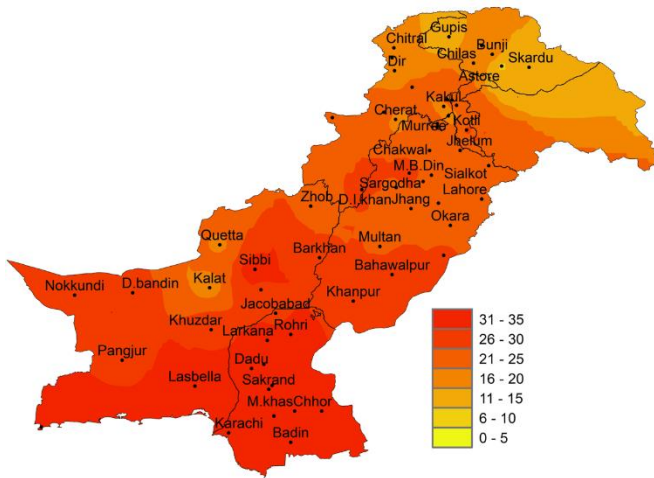 Gupis
Chitral
Bunji
Chilas
Dir
Skardu
Astore
Kakul
Cherat
Murree
Kotli
Chakwal
Jhelum
M.B.Din
Sialkot
Sargodha
Lahore
Zhob
D.I.khan
Jhang
Okara
Quetta
Multan
Barkhan
Sibbi
Bahawalpur
Nokkundi
D.bandin
Kalat
Khanpur
Jacobabad
Khuzdar
Rohri
Larkana
Pangjur
Dadu
Lasbella
Sakrand
M.khas
Chhor
Karachi
Badin
31 - 35
26 - 30
21 - 25
16 - 20
11 - 15
6 - 10
0 - 5